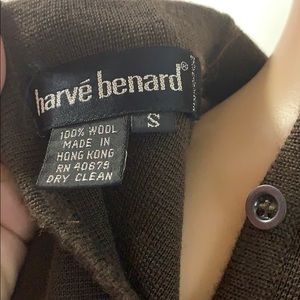 harvé benard®
S
100% WOOL
MADE IN
HONG KONG
RN 40675
DRY CLEAN